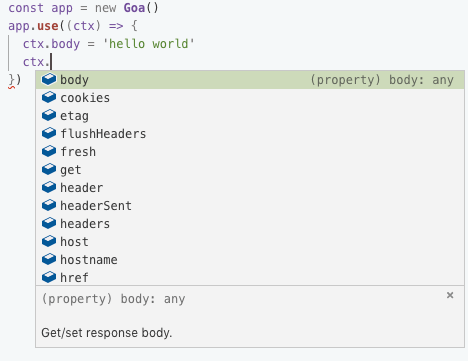 const app = new Goa()
app.use((ctx) => {
  ctx.body = 'hello world'
  ctx.
})
body (property) body: any
cookies
etag
flushHeaders
fresh
get
header
headerSent
headers
host
hostname
href
(property) body: any ×
Get/set response body.